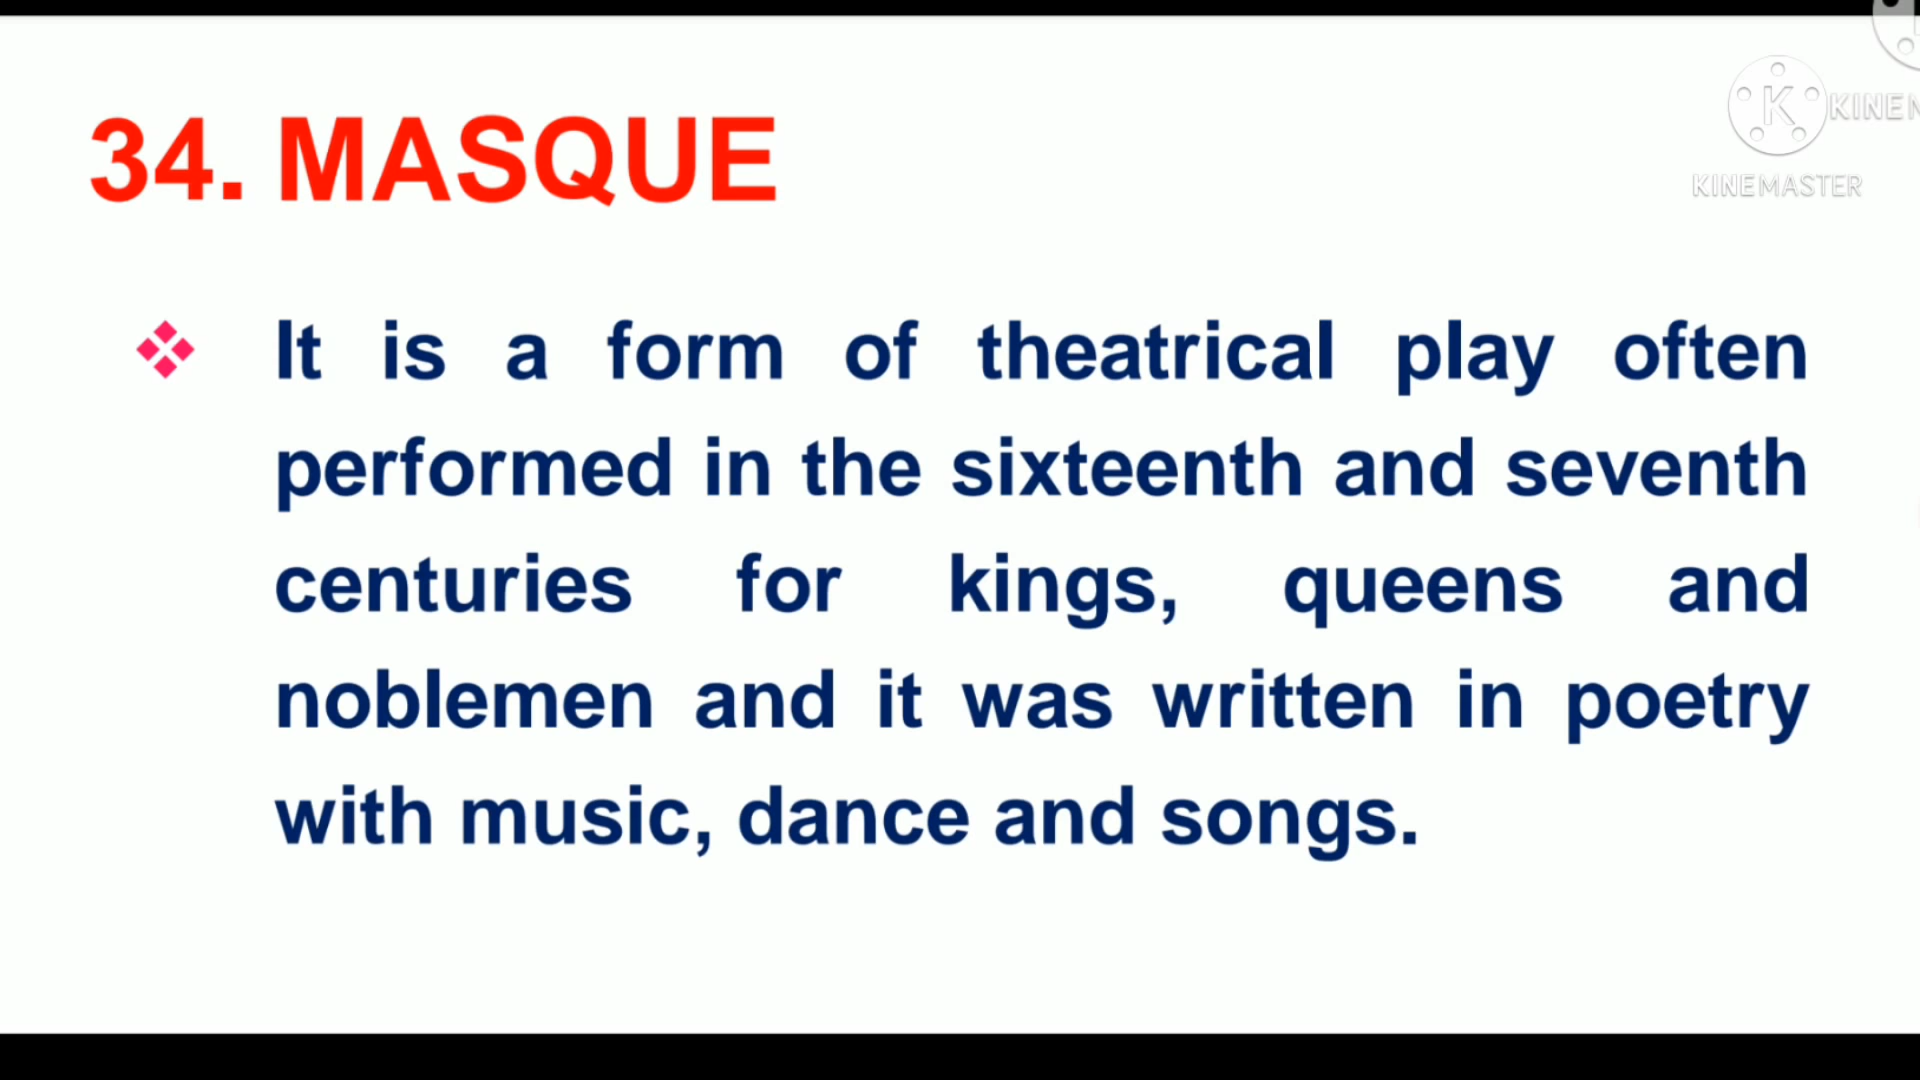 34. MASQUE
KINEM
KINEMASTER
❖ It is a form of theatrical play often
performed in the sixteenth and seventh
centuries for kings, queens and
noblemen and it was written in poetry
with music, dance and songs.